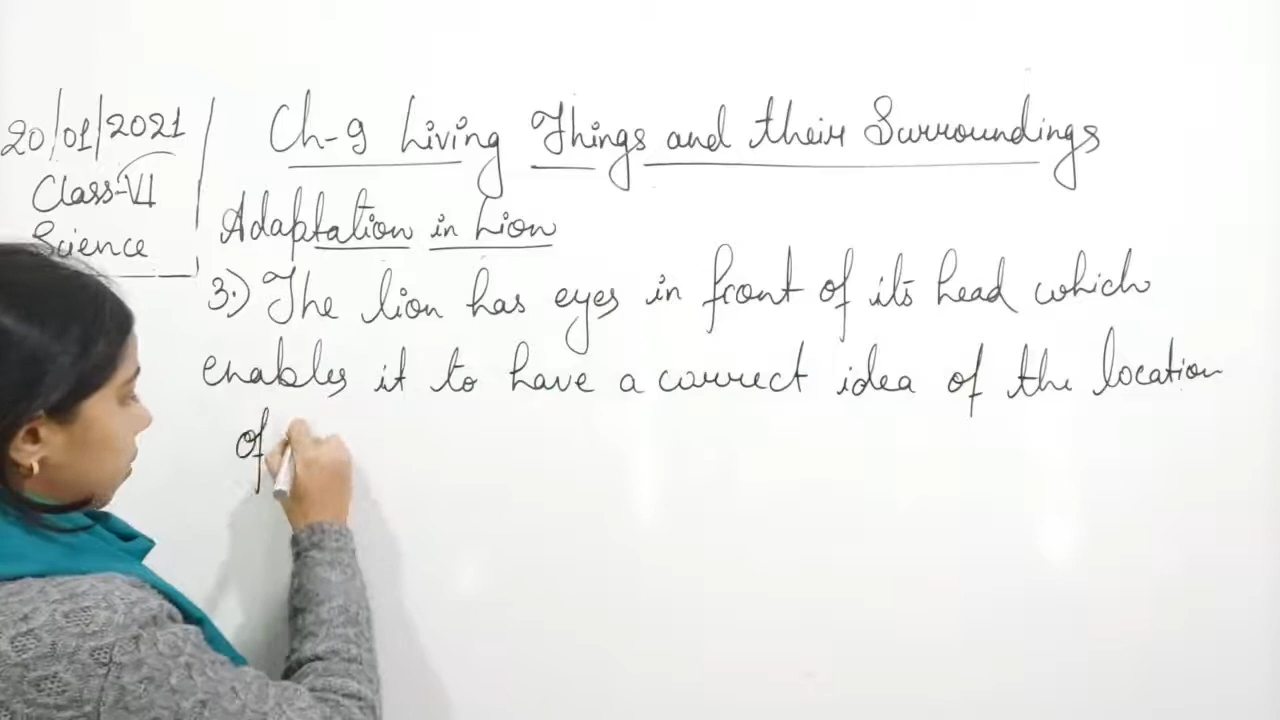 20/01/2021
Class-VI
Science
Ch-9 Living Things and their Surroundings
Adaptation in Lion
3.) The lion has eyes in front of its head which
enables it to have a correct idea of the location
of